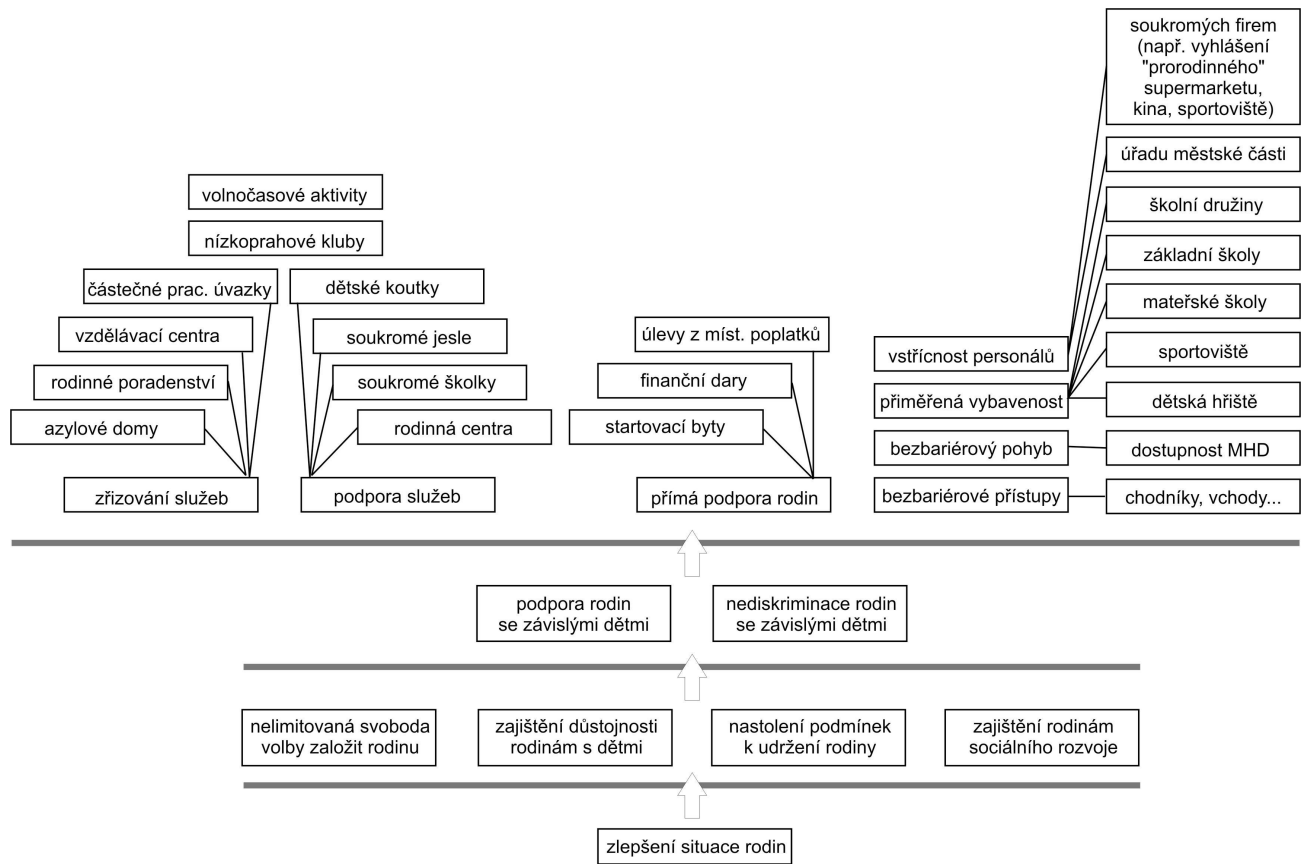 soukromých firem
(např. vyhlášení
"prorodinného"
supermarketu,
kina, sportoviště)
úřadu městské části
školní družiny
základní školy
mateřské školy
sportoviště
dětská hřiště
dostupnost MHD
chodníky, vchody...
volnočasové aktivity
nízkoprahové kluby
částečné prac. úvazky
vzdělávací centra
rodinné poradenství
azylové domy
zřizování služeb
dětské koutky
soukromé jesle
soukromé školky
rodinná centra
podpora služeb
úlevy z míst. poplatků
finanční dary
startovací byty
přímá podpora rodin
vstřícnost personálů
přiměřená vybavenost
bezbariérový pohyb
bezbariérové přístupy
podpora rodin
se závislými dětmi
nediskriminace rodin
se závislými dětmi
nelimitovaná svoboda
volby založit rodinu
zajištění důstojnosti
rodinám s dětmi
nastolení podmínek
k udržení rodiny
zajištění rodinám
sociálního rozvoje
zlepšení situace rodin